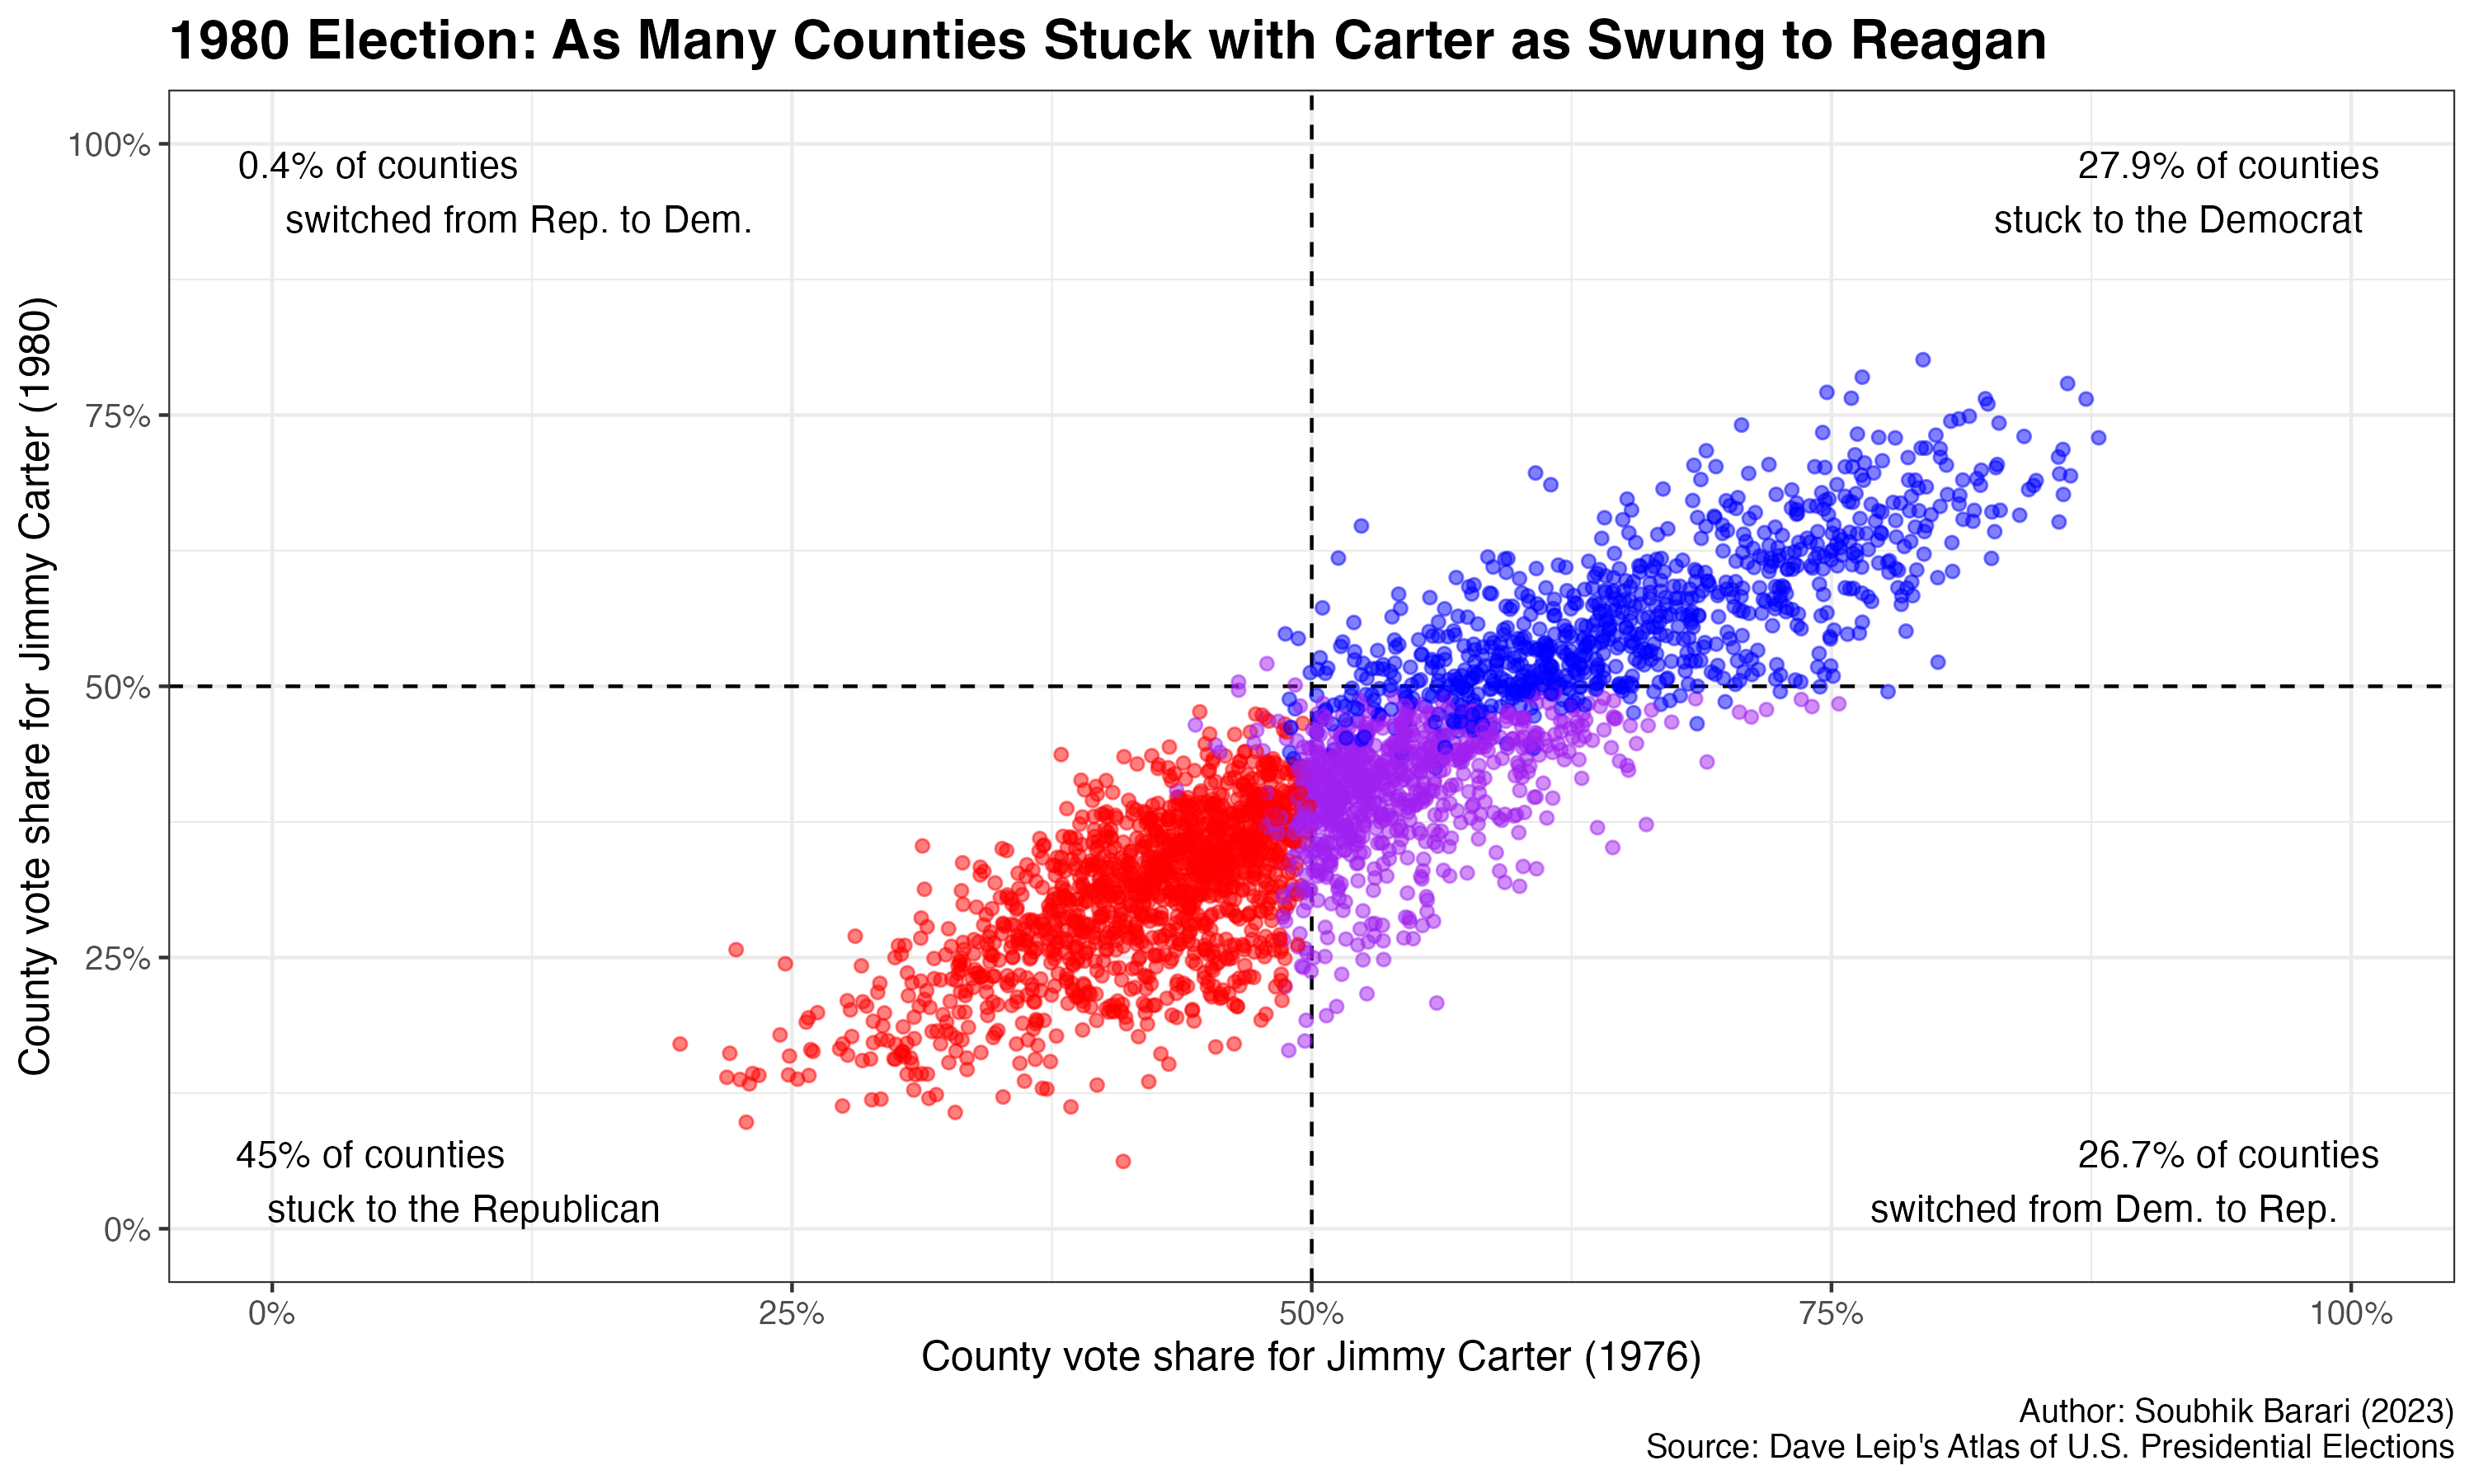 1980 Election: As Many Counties Stuck with Carter as Swung to Reagan
County vote share for Jimmy Carter (1980)
100%
75%
50%
25%
0%
0.4% of counties
switched from Rep. to Dem.
27.9% of counties
stuck to the Democrat
45% of counties
stuck to the Republican
26.7% of counties
switched from Dem. to Rep.
0%
25%
50%
75%
100%
County vote share for Jimmy Carter (1976)
Author: Soubhik Barari (2023)
Source: Dave Leip's Atlas of U.S. Presidential Elections